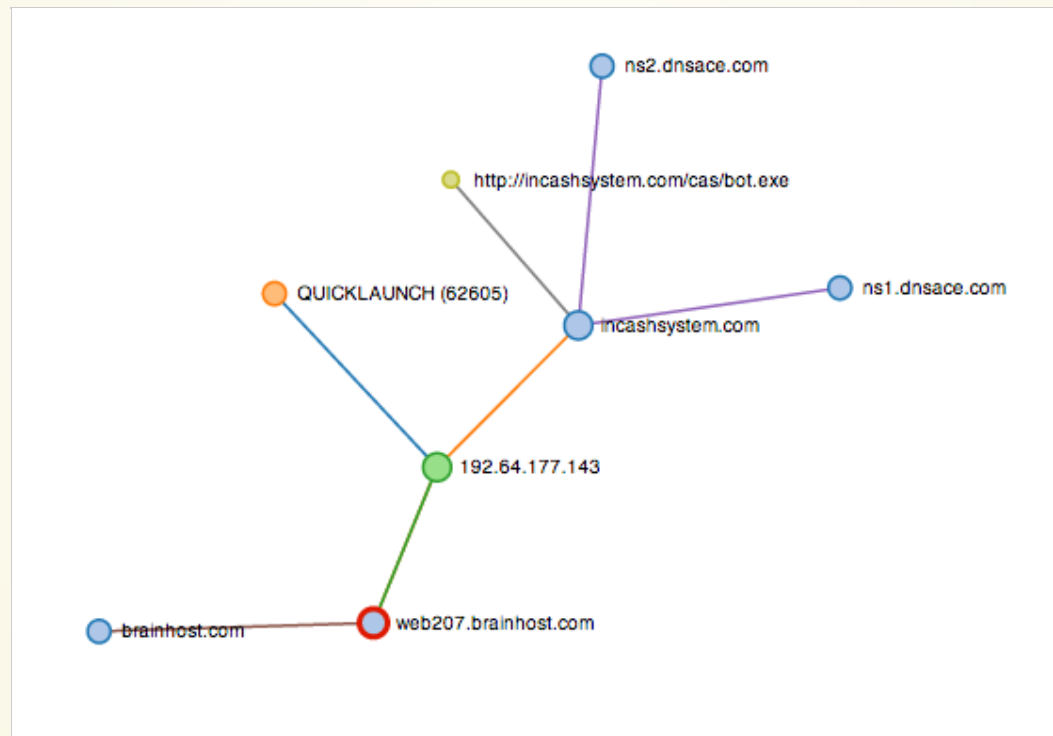 ns2.dnsace.com
http://incashsystem.com/cas/bot.exe
ns1.dnsace.com
QUICKLAUNCH (62605)
incashsystem.com
192.64.177.143
web207.brainhost.com
brainhost.com